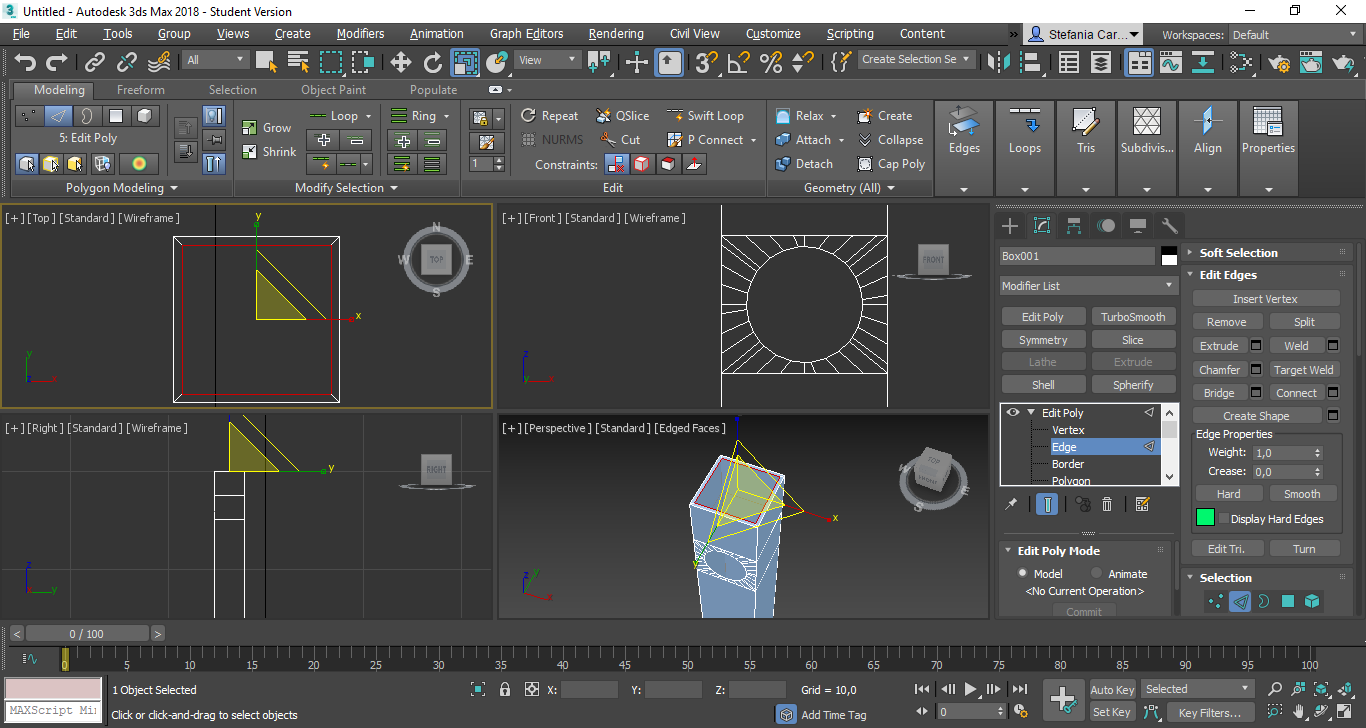 Untitled - Autodesk 3ds Max 2018 - Student Version
File Edit Tools Group Views Create Modifiers Animation Graph Editors Rendering Civil View Customize Scripting Content » Stefania Car... Workspaces: Default
All View Create Selection Se
Modeling Freeform Selection Object Paint Populate
5: Edit Poly
Polygon Modeling
Grow
Shrink
Loop Ring
Modify Selection
1
Repeat QSlice Swift Loop
NURMS Cut P Connect
Constraints:
Edit
Relax Create
Attach Collapse
Detach Cap Poly
Geometry (All)
Edges Loops Tris Subdivis... Align Properties
[+] [Top] [Standard] [Wireframe]
y
x
y
z x
N
W TOP E
S
[+] [Front] [Standard] [Wireframe]
FRONT
z
y x
[+] [Right] [Standard] [Wireframe]
y
RIGHT
z
y
[+] [Perspective] [Standard] [Edged Faces]
z
x
y
TOP
W
E
S
z y
x
Box001
Modifier List
Edit Poly TurboSmooth
Symmetry Slice
Lathe Extrude
Shell Spherify
Edit Poly
Vertex
Edge
Border
Polygon
Edit Poly Mode
Model Animate
<No Current Operation>
Commit
Soft Selection
Edit Edges
Insert Vertex
Remove Split
Extrude Weld
Chamfer Target Weld
Bridge Connect
Create Shape
Edge Properties
Weight: 1,0
Crease: 0,0
Hard Smooth
Display Hard Edges
Edit Tri. Turn
Selection
< 0 / 100 >
0 5 10 15 20 25 30 35 40 45 50 55 60 65 70 75 80 85 90 95 100
MAXScript Mi
1 Object Selected
Click or click-and-drag to select objects
X: Y: Z: Grid = 10,0
Add Time Tag
0
Auto Key Selected
Set Key Key Filters...